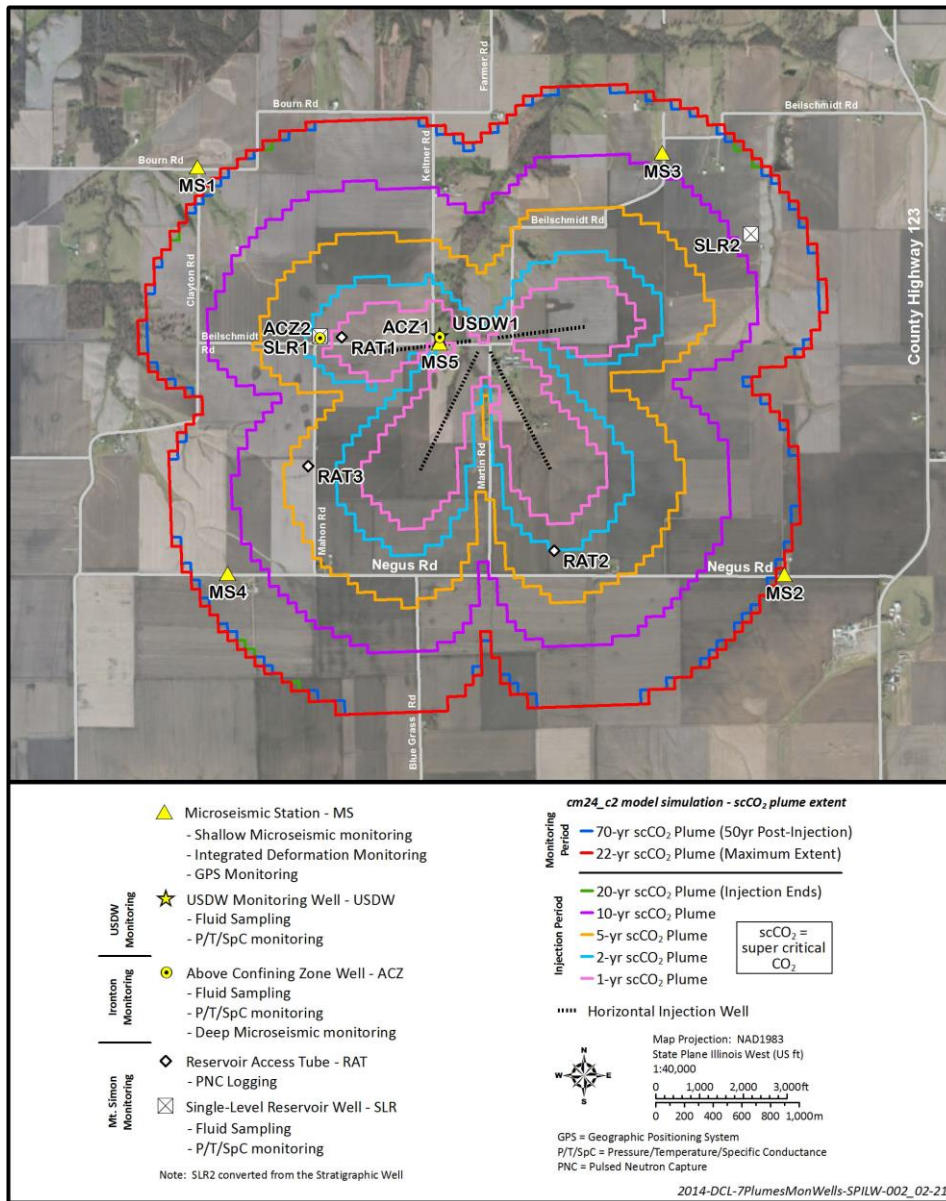 Farmer Rd
Bourn Rd
Beilschmidt Rd
Bourn Rd
Keltner Rd
MS3
MS1
Beilschmidt Rd
SLR2
County Highway 123
Clayton Rd
ACZ2
ACZ1
USDW1
Beilschmidt Rd
SLR1
RAT1
MS5
Martin Rd
RAT3
Mahon Rd
RAT2
Negus Rd
Negus Rd
MS4
MS2
Blue Grass Rd
Microseismic Station - MS
- Shallow Microseismic monitoring
- Integrated Deformation Monitoring
- GPS Monitoring
USDW Monitoring
USDW Monitoring Well - USDW
- Fluid Sampling
- P/T/SpC monitoring
Ironton Monitoring
Above Confining Zone Well - ACZ
- Fluid Sampling
- P/T/SpC monitoring
- Deep Microseismic monitoring
Mt. Simon Monitoring
Reservoir Access Tube - RAT
- PNC Logging
Single-Level Reservoir Well - SLR
- Fluid Sampling
- P/T/SpC monitoring
Note: SLR2 converted from the Stratigraphic Well
cm24_c2 model simulation - scCO₂ plume extent
Monitoring Period
70-yr scCO₂ Plume (50yr Post-Injection)
22-yr scCO₂ Plume (Maximum Extent)
Injection Period
20-yr scCO₂ Plume (Injection Ends)
10-yr scCO₂ Plume
5-yr scCO₂ Plume
2-yr scCO₂ Plume
1-yr scCO₂ Plume
scCO₂ =
super critical
CO₂
Horizontal Injection Well
N
W
E
S
Map Projection: NAD1983
State Plane Illinois West (US ft)
1:40,000
0 1,000 2,000 3,000ft
0 200 400 600 800 1,000m
GPS = Geographic Positioning System
P/T/SpC = Pressure/Temperature/Specific Conductance
PNC = Pulsed Neutron Capture
2014-DCL-7PlumesMonWells-SPILW-002_02-21